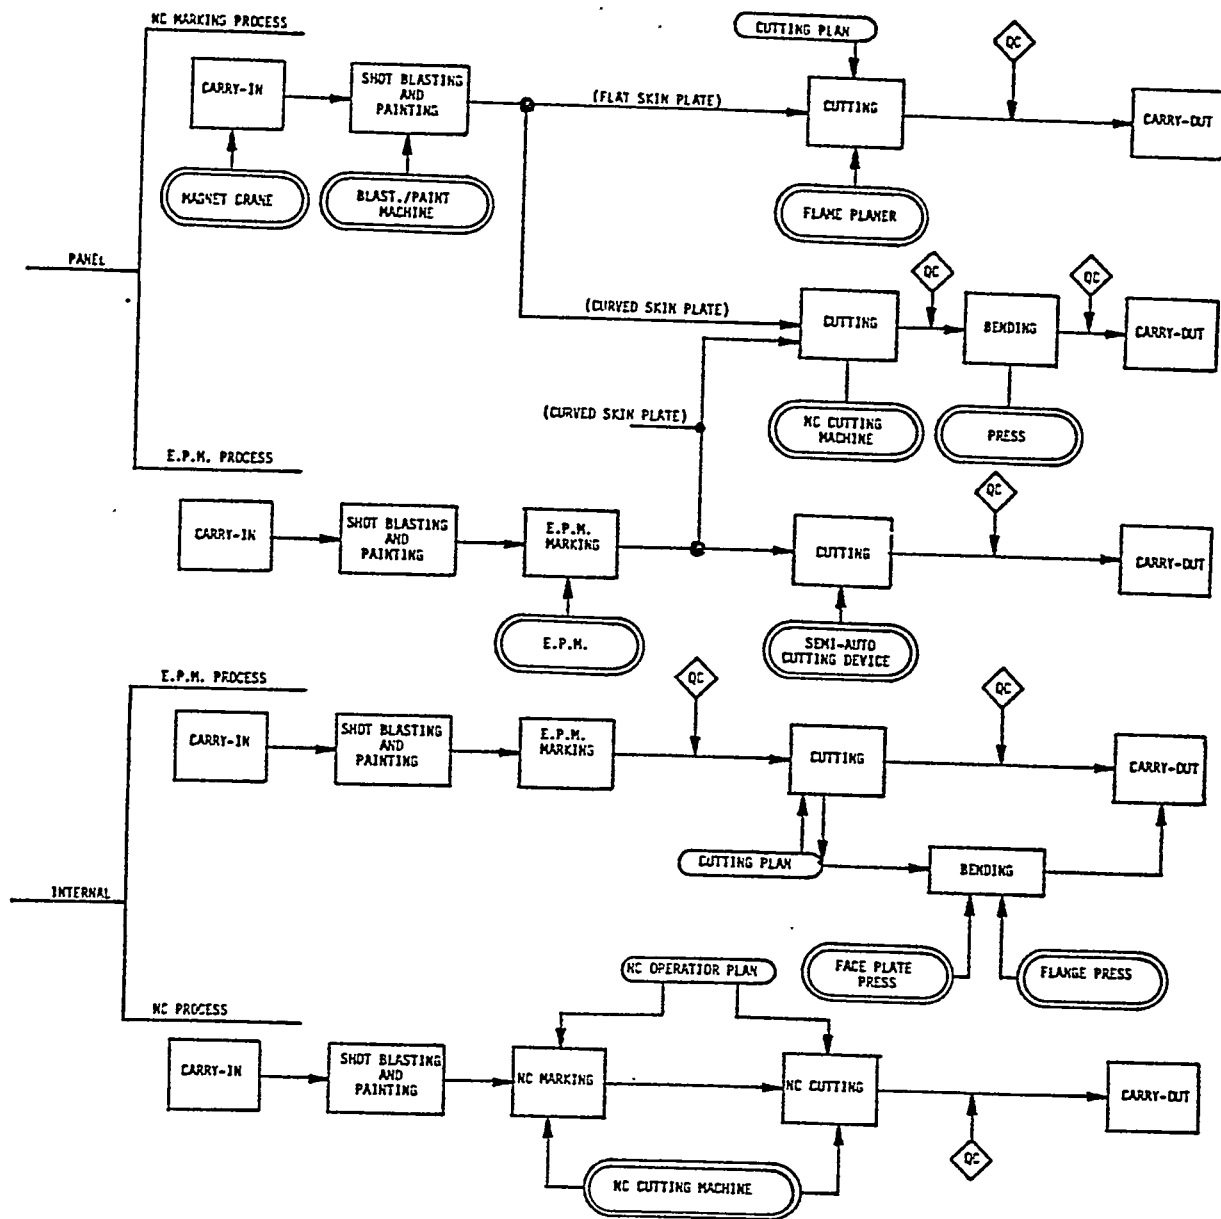 NC MARKING PROCESS
CUTTING PLAN
QC
CARRY-IN
SHOT BLASTING
AND
PAINTING
(FLAT SKIN PLATE)
CUTTING
CARRY-OUT
MAGNET CRANE
BLAST./PAINT
MACHINE
FLAME PLANER
PANEL
QC
QC
(CURVED SKIN PLATE)
CUTTING
BENDING
CARRY-OUT
(CURVED SKIN PLATE)
NC CUTTING
MACHINE
PRESS
E.P.M. PROCESS
QC
CARRY-IN
SHOT BLASTING
AND
PAINTING
E.P.M.
MARKING
CUTTING
CARRY-OUT
E.P.M.
SEMI-AUTO
CUTTING DEVICE
E.P.M. PROCESS
QC
QC
CARRY-IN
SHOT BLASTING
AND
PAINTING
E.P.M.
MARKING
CUTTING
CARRY-OUT
CUTTING PLAN
BENDING
INTERNAL
NC OPERATIOR PLAN
FACE PLATE
PRESS
FLANGE PRESS
NC PROCESS
CARRY-IN
SHOT BLASTING
AND
PAINTING
NC MARKING
NC CUTTING
CARRY-OUT
QC
NC CUTTING MACHINE